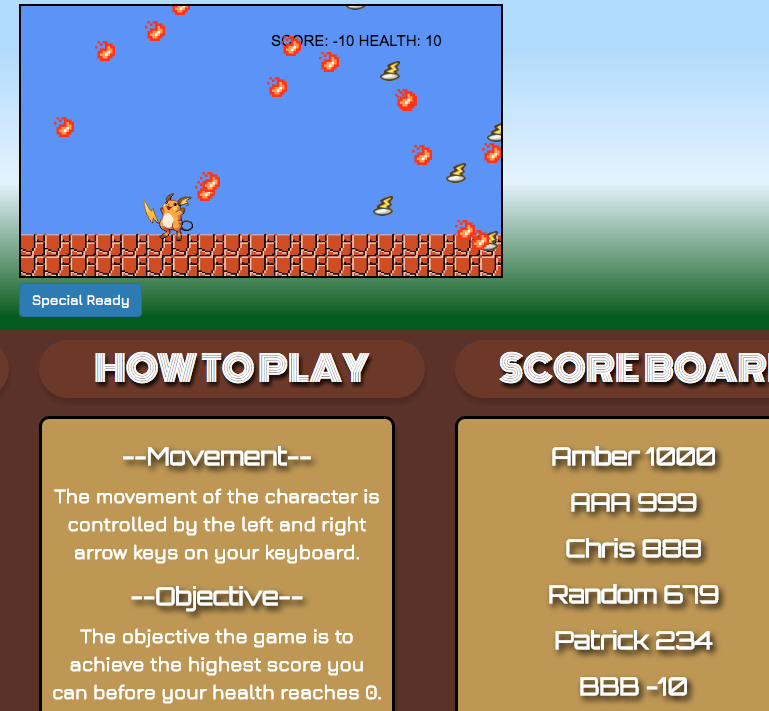 SCORE: -10 HEALTH: 10
Special Ready
HOW TO PLAY
--Movement--
The movement of the character is
controlled by the left and right
arrow keys on your keyboard.
--Objective--
The objective the game is to
achieve the highest score you
can before your health reaches 0.
SCORE BOAR
Amber 1000
AAA 999
Chris 888
Random 679
Patrick 234
BBB -10